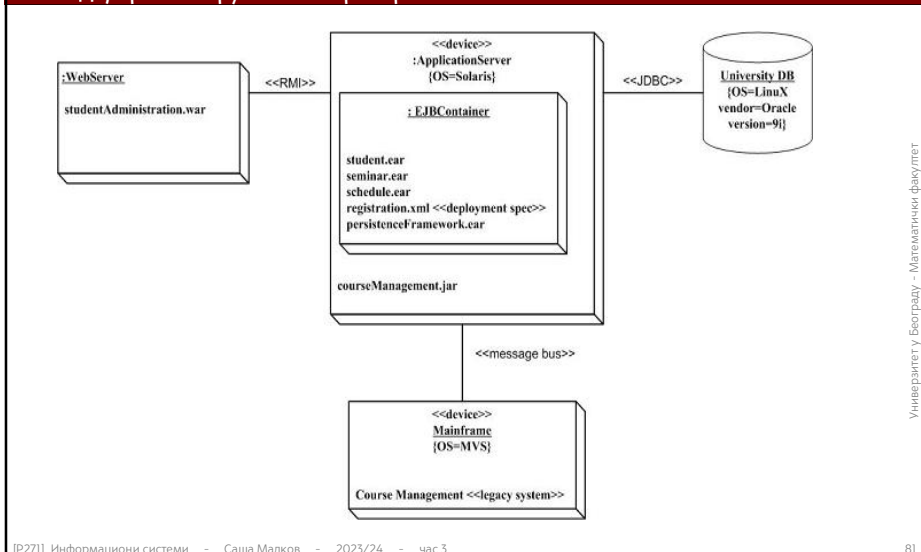 :WebServer
studentAdministration.war
<<RMI>>
<<device>>
:ApplicationServer
{OS=Solaris}
: EJBContainer
student.ear
seminar.ear
schedule.ear
registration.xml <<deployment spec>>
persistenceFramework.ear
courseManagement.jar
<<JDBC>>
University DB
{OS=LinuX
vendor=Oracle
version=9i}
<<message bus>>
<<device>>
Mainframe
{OS=MVS}
Course Management <<legacy system>>
Универзитет у Београду - Математички факултет
[P271] Информациони системи - Саша Малков - 2023/24 - час 3
8]